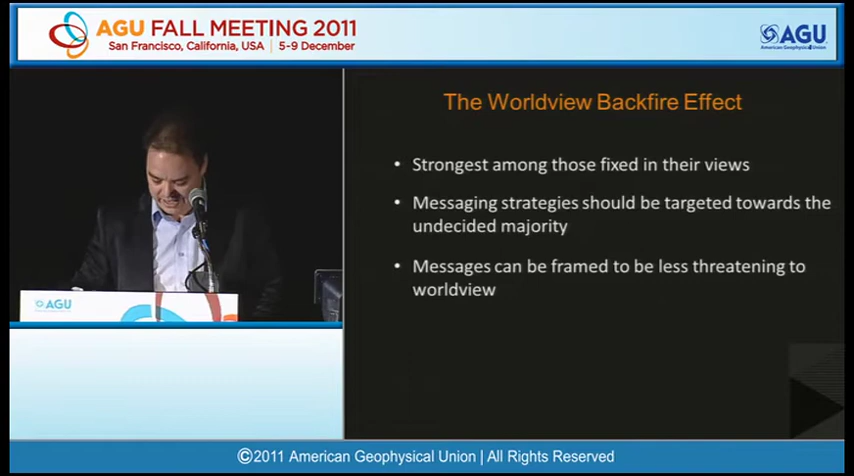 AGU FALL MEETING 2011
San Francisco, California, USA | 5-9 December
AGU
American Geophysical Union
The Worldview Backfire Effect
• Strongest among those fixed in their views
• Messaging strategies should be targeted towards the
undecided majority
• Messages can be framed to be less threatening to
worldview
AGU
©2011 American Geophysical Union | All Rights Reserved